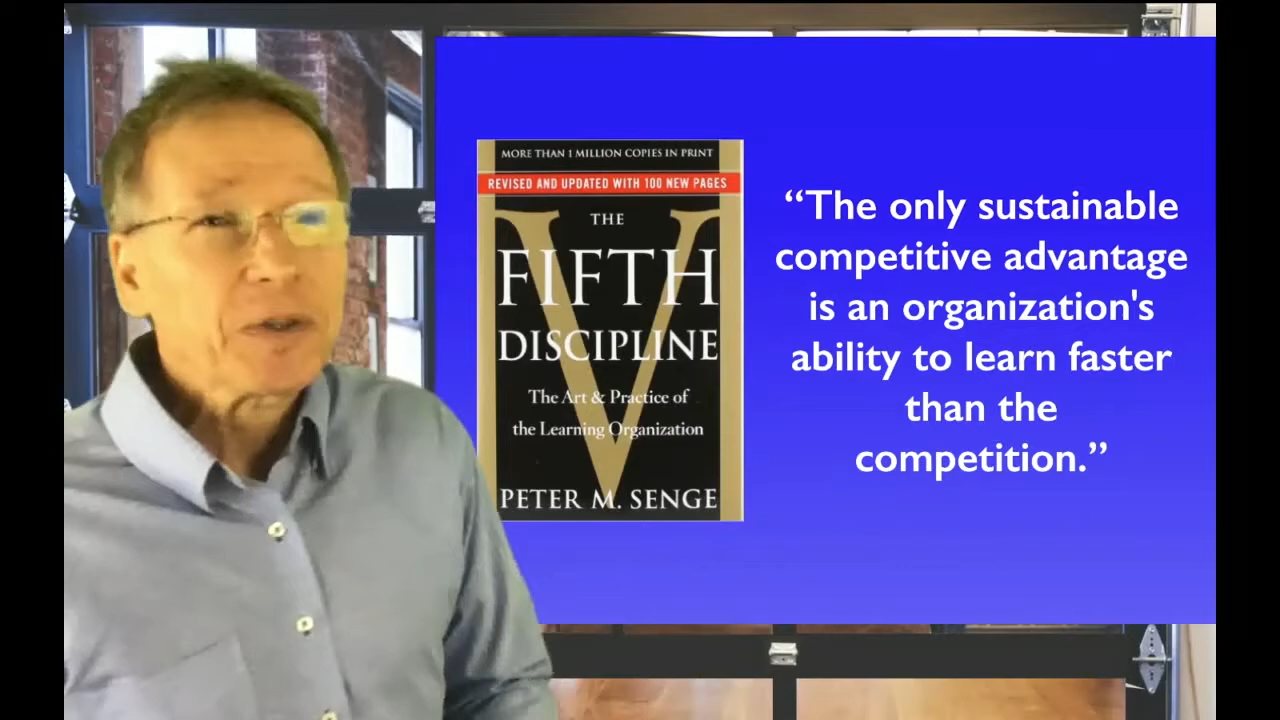 MORE THAN 1 MILLION COPIES IN PRINT
REVISED AND UPDATED WITH 100 NEW PAGES
THE
FIFTH
DISCIPLINE
The Art & Practice of
the Learning Organization
PETER M. SENGE
“The only sustainable
competitive advantage
is an organization's
ability to learn faster
than the
competition.”